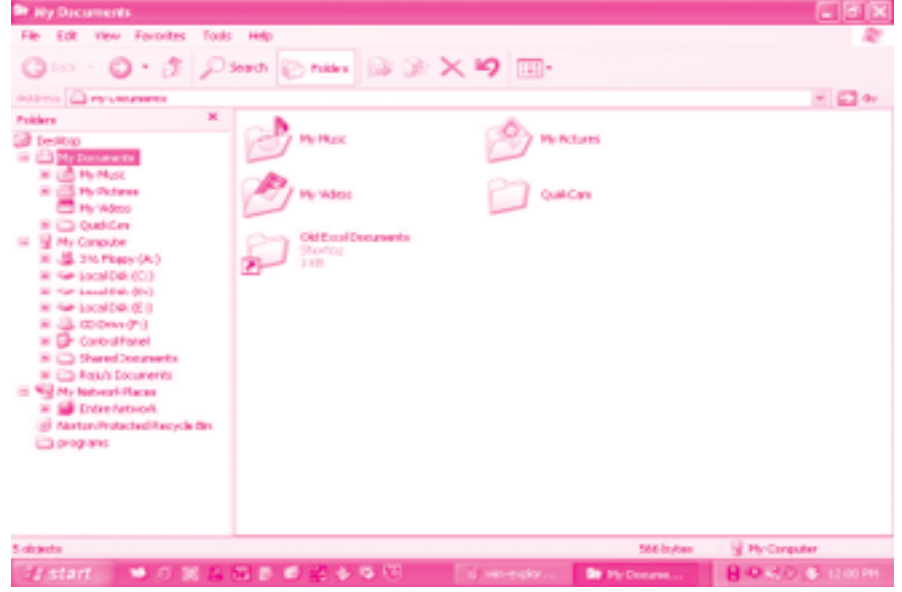 My Documents
File Edit View Favorites Tools Help
Back Search Folders
Address My Documents Go
Folders
Desktop
My Documents
My Music
My Pictures
My Videos
QuickCam
My Computer
3½ Floppy (A:)
Local Disk (C:)
Local Disk (D:)
Local Disk (E:)
CD Drive (F:)
Control Panel
Shared Documents
Raju's Documents
My Network Places
Entire Network
Norton Protected Recycle Bin
programs
My Music
My Pictures
My Videos
QuickCam
Old Excel Documents
Shortcut
1 KB
5 objects
566 bytes
My Computer
start
win-explor...
My Docume...
12:00 PM